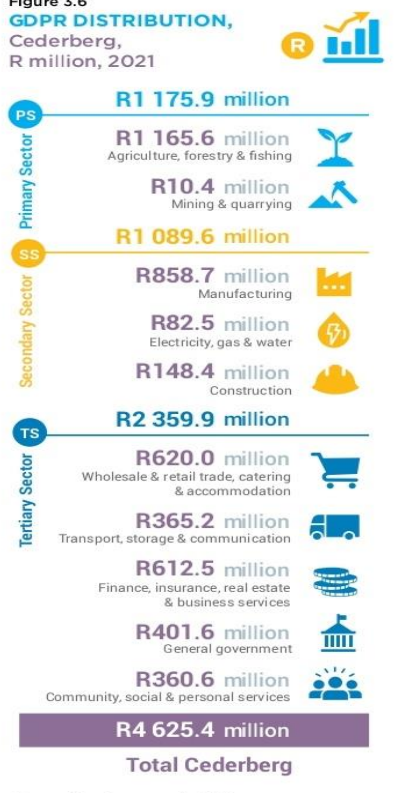 Figure 3.6
GDPR DISTRIBUTION,
Cederberg,
R million, 2021
R
R1 175.9 million
PS
Primary Sector
R1 165.6 million
Agriculture, forestry & fishing
R10.4 million
Mining & quarrying
R1 089.6 million
SS
Secondary Sector
R858.7 million
Manufacturing
R82.5 million
Electricity, gas & water
R148.4 million
Construction
R2 359.9 million
TS
Tertiary Sector
R620.0 million
Wholesale & retail trade, catering
& accommodation
R365.2 million
Transport, storage & communication
R612.5 million
Finance, insurance, real estate
& business services
R401.6 million
General government
R360.6 million
Community, social & personal services
R4 625.4 million
Total Cederberg